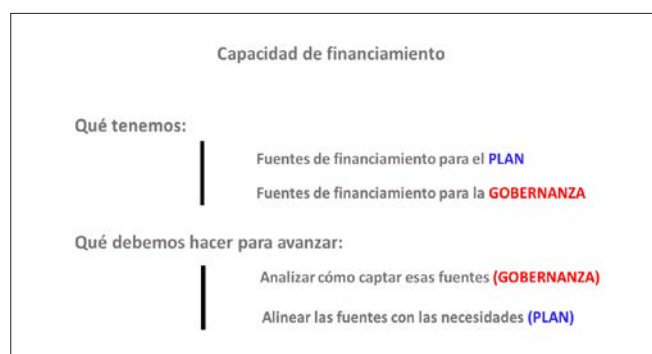 Capacidad de financiamiento
Qué tenemos:
Fuentes de financiamiento para el PLAN
Fuentes de financiamiento para la GOBERNANZA
Qué debemos hacer para avanzar:
Analizar cómo captar esas fuentes (GOBERNANZA)
Alinear las fuentes con las necesidades (PLAN)